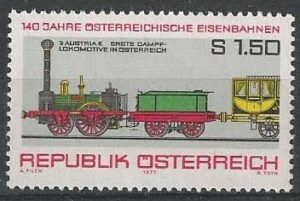 140 JAHRE ÖSTERREICHISCHE EISENBAHNEN
»AUSTRIA« ERSTE DAMPF-
LOKOMOTIVE IN ÖSTERREICH
S 1.50
REPUBLIK ÖSTERREICH
A. PILCH 1977 R. TOTH